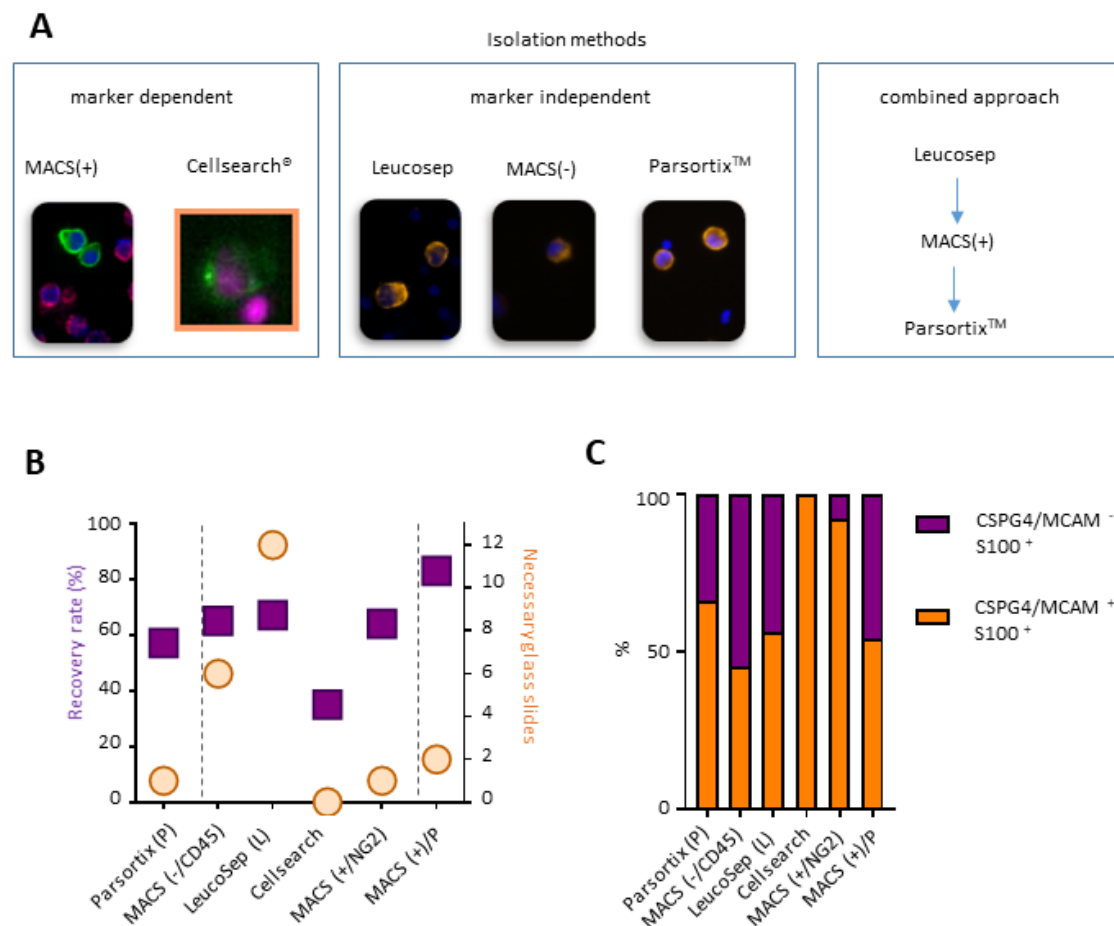 A
Isolation methods
marker dependent
MACS(+)
Cellsearch®
marker independent
Leucosep
MACS(-)
Parsortix™
combined approach
Leucosep
MACS(+)
Parsortix™
B
Recovery rate (%)
100
80
60
40
20
0
Necessaryglass slides
12
10
8
6
4
2
0
Parsortix (P)
MACS (-/CD45)
LeucoSep (L)
Cellsearch
MACS (+/NG2)
MACS (+)/P
C
%
100
50
0
Parsortix (P)
MACS (-/CD45)
LeucoSep (L)
Cellsearch
MACS (+/NG2)
MACS (+)/P
CSPG4/MCAM -
S100 +
CSPG4/MCAM +
S100 +